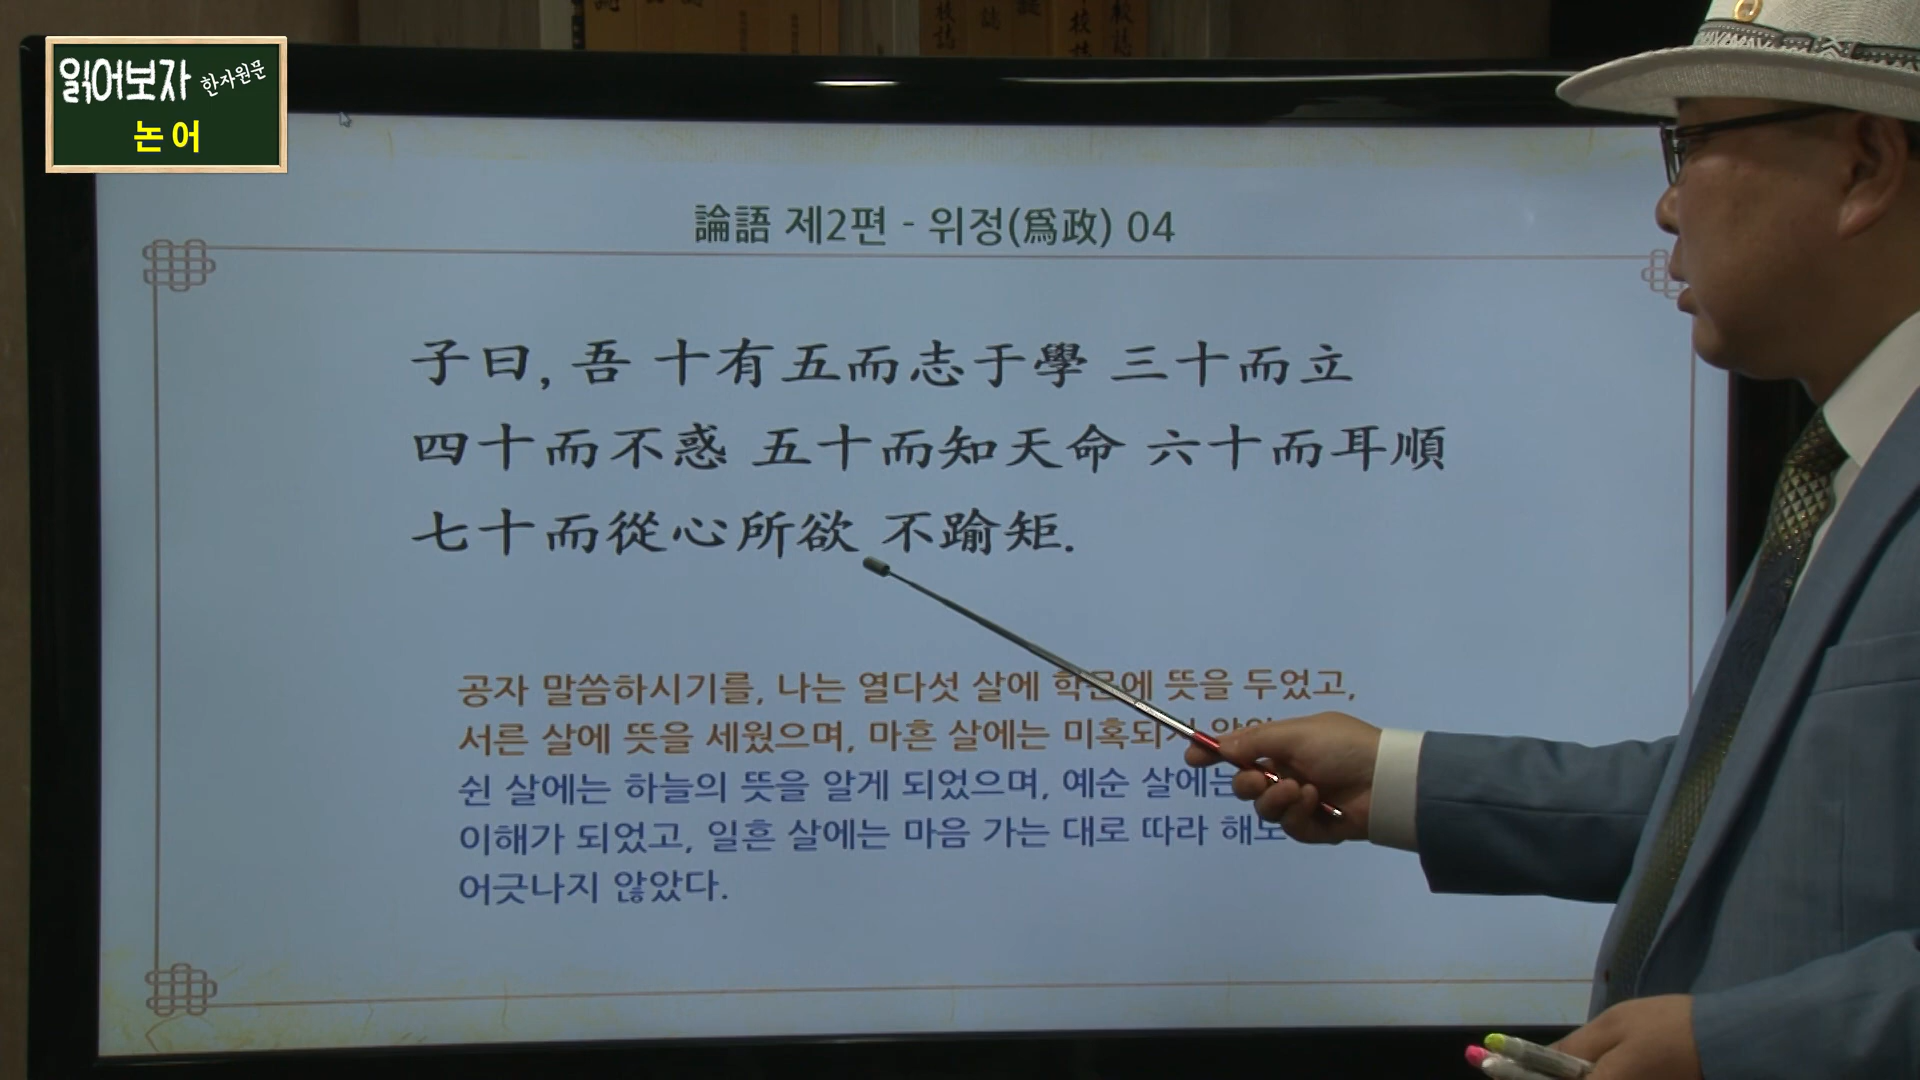 읽어보자 한자원문
논어
論語 제2편 - 위정(爲政) 04
子曰, 吾 十有五而志于學 三十而立
四十而不惑 五十而知天命 六十而耳順
七十而從心所欲 不踰矩.
공자 말씀하시기를, 나는 열다섯 살에 학문에 뜻을 두었고,
서른 살에 뜻을 세웠으며, 마흔 살에는
쉰 살에는 하늘의 뜻을 알게 되었으며, 예순 살에는
이해가 되었고, 일흔 살에는 마음 가는 대로 따라 해도
어긋나지 않았다.